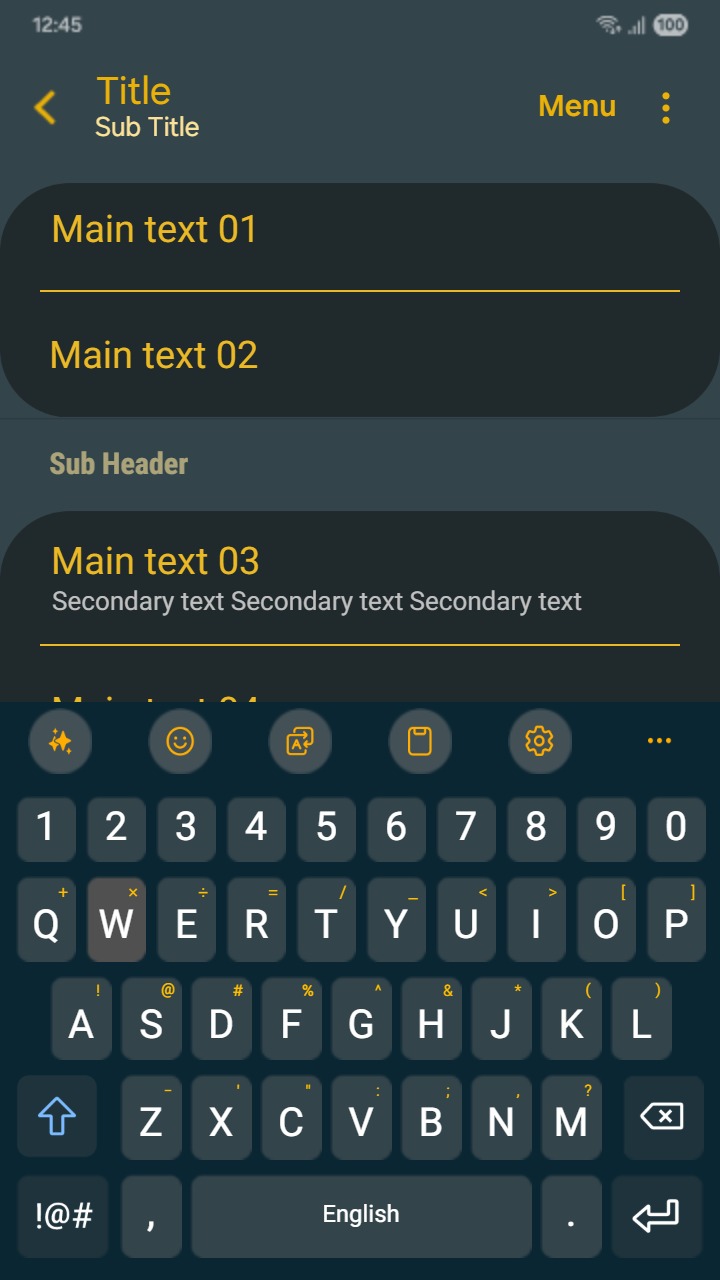 12:45
100
Title
Sub Title
Menu
Main text 01
Main text 02
Sub Header
Main text 03
Secondary text Secondary text Secondary text
1 2 3 4 5 6 7 8 9 0
+ × ÷ = / _ < > [ ]
Q W E R T Y U I O P
! @ # % ^ & * ( )
A S D F G H J K L
- ' " : ; , ?
Z X C V B N M
!@# , English .